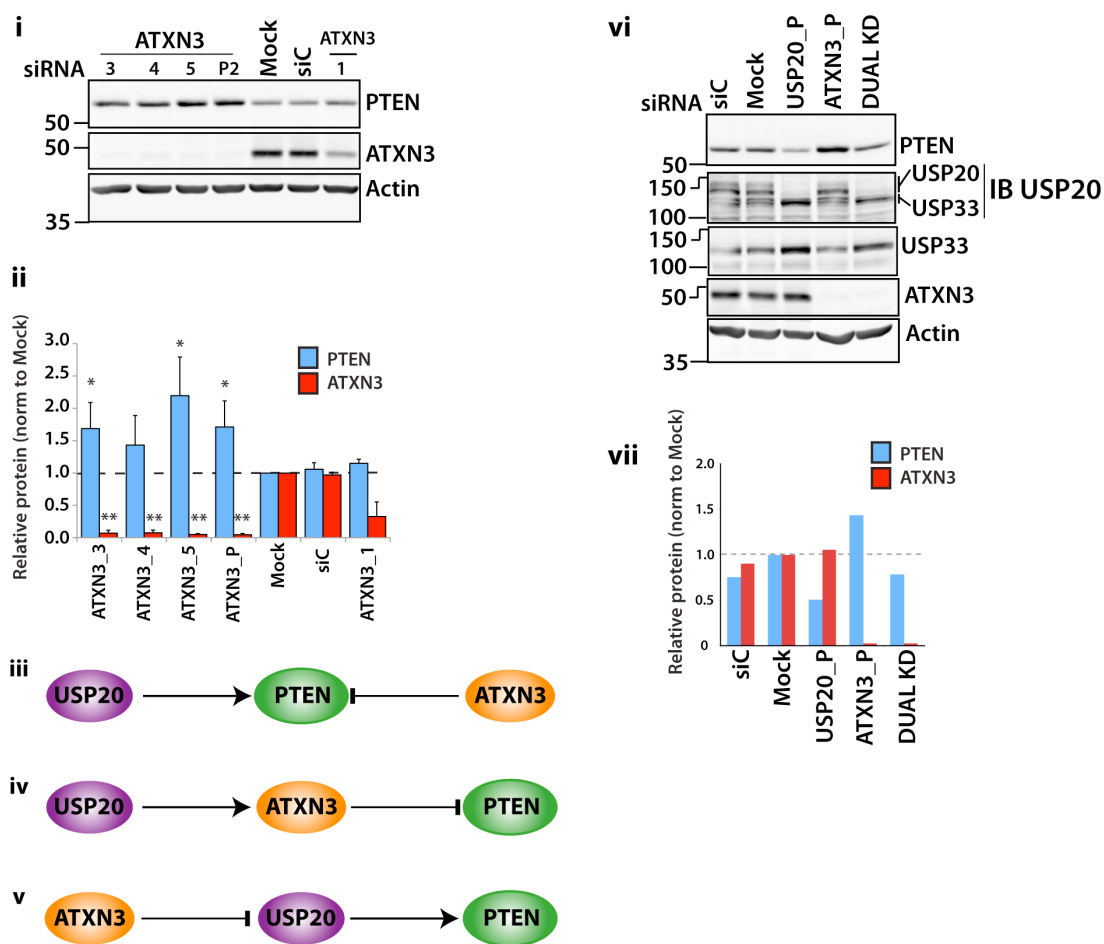 i
ATXN3 Mock siC ATXN3
siRNA 3 4 5 P2 1
PTEN
50
50
ATXN3
Actin
35
ii
Relative protein (norm to Mock)
3.0
2.5
2.0
1.5
1.0
0.5
0.0
PTEN
ATXN3
* ** ** * ** * **
ATXN3_3 ATXN3_4 ATXN3_5 ATXN3_P Mock siC ATXN3_1
iii
USP20 PTEN ATXN3
iv
USP20 ATXN3 PTEN
v
ATXN3 USP20 PTEN
vi
siRNA siC Mock USP20_P ATXN3_P DUAL KD
PTEN
50
USP20
150
IB USP20
USP33
100
150
USP33
100
ATXN3
50
Actin
35
vii
Relative protein (norm to Mock)
PTEN
ATXN3
2.0
1.5
1.0
0.5
0
siC Mock USP20_P ATXN3_P DUAL KD